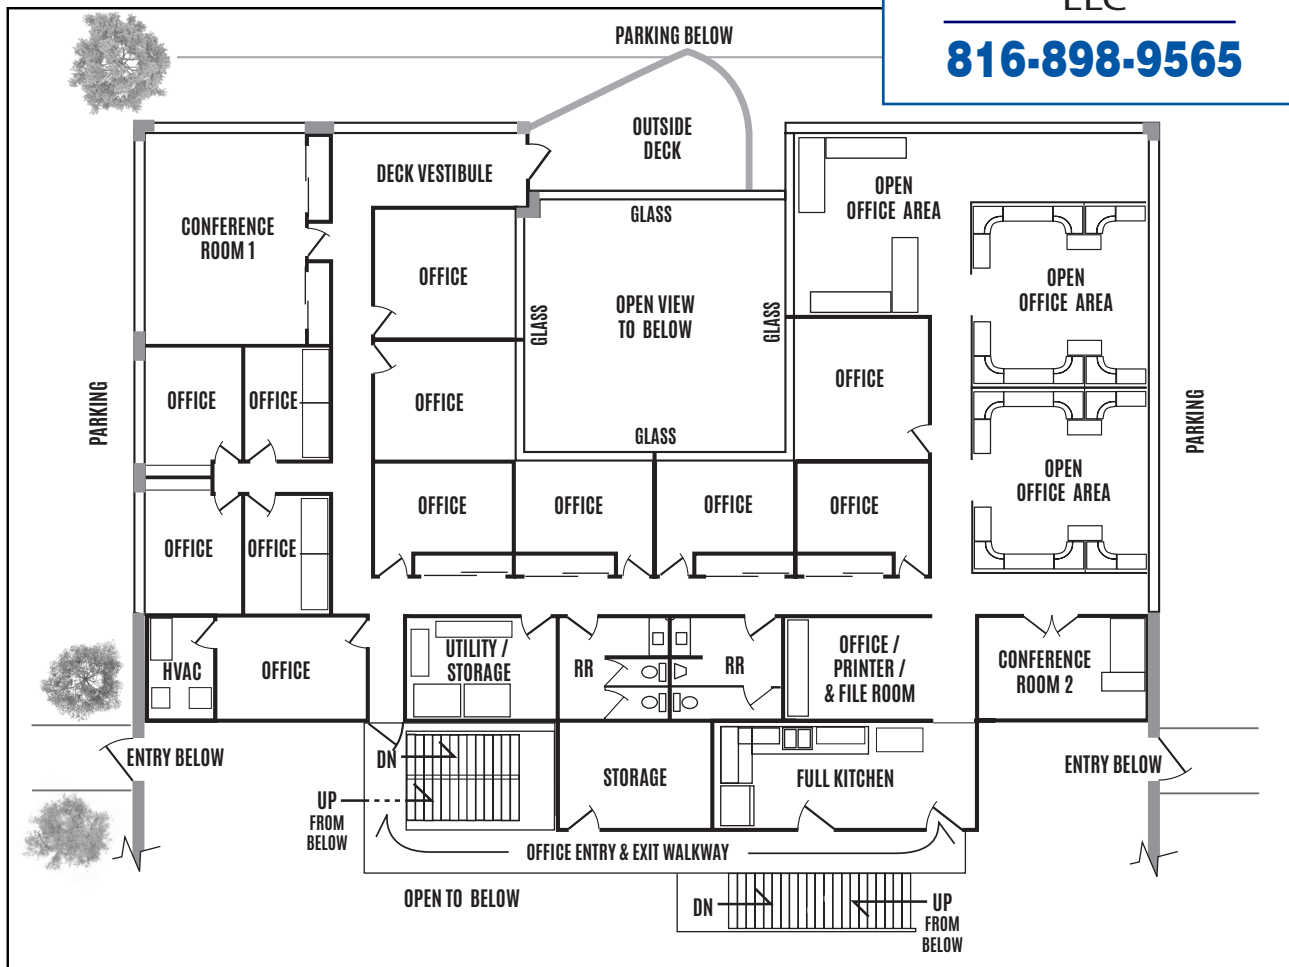 LLC
816-898-9565
PARKING BELOW
OUTSIDE
DECK
DECK VESTIBULE
OPEN
OFFICE AREA
CONFERENCE
ROOM 1
GLASS
OFFICE
OPEN
OFFICE AREA
OPEN VIEW
TO BELOW
GLASS
GLASS
OFFICE
OFFICE
OFFICE
OFFICE
PARKING
PARKING
GLASS
OPEN
OFFICE AREA
OFFICE
OFFICE
OFFICE
OFFICE
OFFICE
OFFICE
HVAC
OFFICE
UTILITY /
STORAGE
RR
RR
OFFICE /
PRINTER /
& FILE ROOM
CONFERENCE
ROOM 2
ENTRY BELOW
DN
STORAGE
FULL KITCHEN
ENTRY BELOW
UP
FROM
BELOW
OFFICE ENTRY & EXIT WALKWAY
OPEN TO BELOW
DN
UP
FROM
BELOW